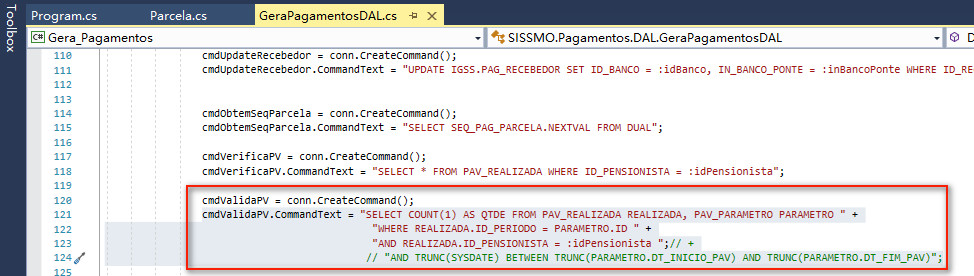 Toolbox
Program.cs
Parcela.cs
GeraPagamentosDAL.cs
C# Gera_Pagamentos
SISSMO.Pagamentos.DAL.GeraPagamentosDAL
110 cmdUpdateRecebedor = conn.CreateCommand();
111 cmdUpdateRecebedor.CommandText = "UPDATE IGSS.PAG_RECEBEDOR SET ID_BANCO = :idBanco, IN_BANCO_PONTE = :inBancoPonte WHERE ID_RE
112
113
114 cmdObtemSeqParcela = conn.CreateCommand();
115 cmdObtemSeqParcela.CommandText = "SELECT SEQ_PAG_PARCELA.NEXTVAL FROM DUAL";
116
117 cmdVerificaPV = conn.CreateCommand();
118 cmdVerificaPV.CommandText = "SELECT * FROM PAV_REALIZADA WHERE ID_PENSIONISTA = :idPensionista";
119
120 cmdValidaPV = conn.CreateCommand();
121 cmdValidaPV.CommandText = "SELECT COUNT(1) AS QTDE FROM PAV_REALIZADA REALIZADA, PAV_PARAMETRO PARAMETRO " +
122 "WHERE REALIZADA.ID_PERIODO = PARAMETRO.ID " +
123 "AND REALIZADA.ID_PENSIONISTA = :idPensionista ";// +
124 // "AND TRUNC(SYSDATE) BETWEEN TRUNC(PARAMETRO.DT_INICIO_PAV) AND TRUNC(PARAMETRO.DT_FIM_PAV)";
125